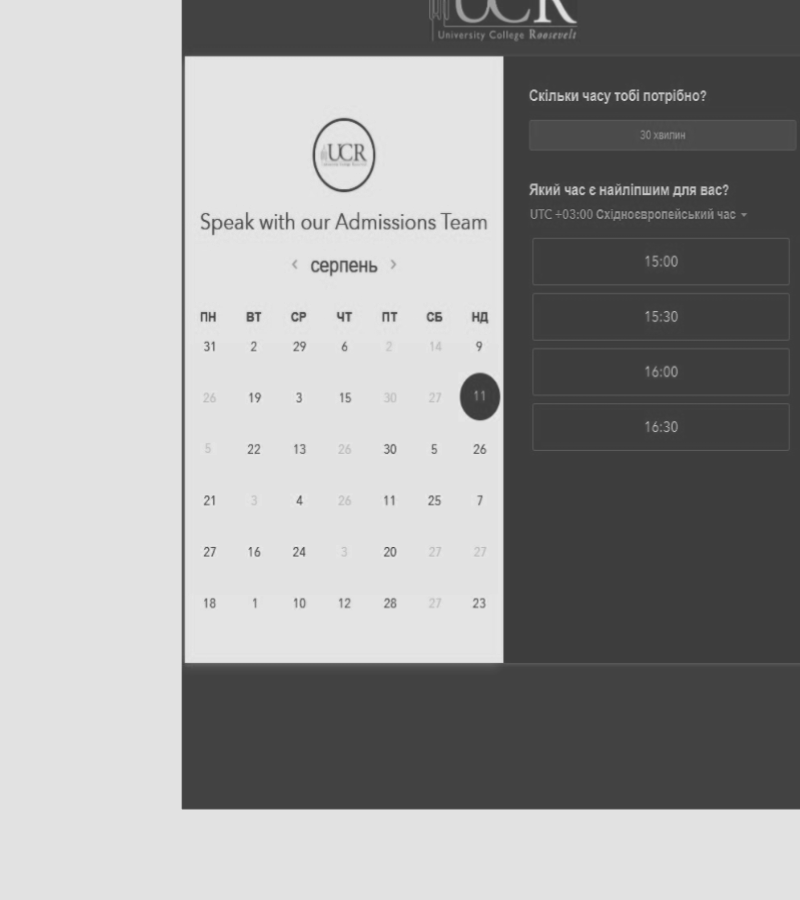 UCR
University College Roosevelt
UCR
Speak with our Admissions Team
< серпень >
ПН ВТ СР ЧТ ПТ СБ НД
31 2 29 6 2 14 9
26 19 3 15 30 27 11
5 22 13 26 30 5 26
21 3 4 26 11 25 7
27 16 24 3 20 27 27
18 1 10 12 28 27 23
Скільки часу тобі потрібно?
30 хвилин
Який час є найліпшим для вас?
UTC +03:00 Східноєвропейський час
15:00
15:30
16:00
16:30